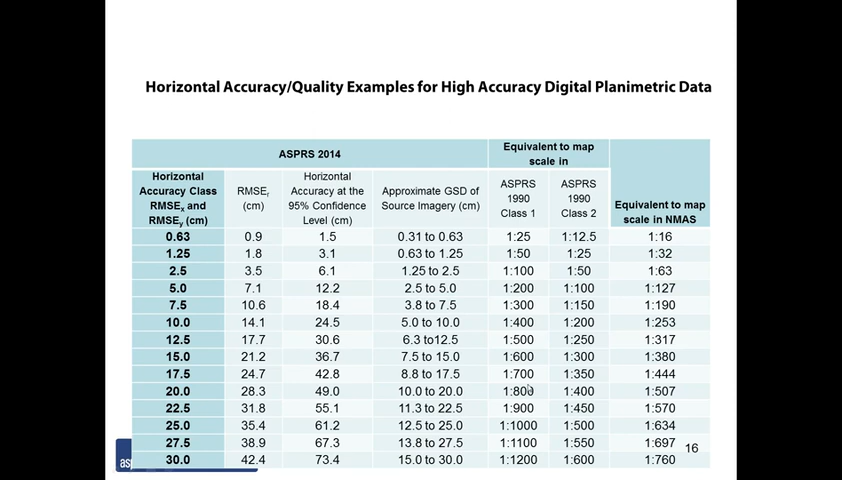 Horizontal Accuracy/Quality Examples for High Accuracy Digital Planimetric Data
ASPRS 2014
Equivalent to map
scale in
Horizontal
Accuracy Class
RMSEx and
RMSEy (cm)
RMSEr
(cm)
Horizontal
Accuracy at the
95% Confidence
Level (cm)
Approximate GSD of
Source Imagery (cm)
ASPRS
1990
Class 1
ASPRS
1990
Class 2
Equivalent to map
scale in NMAS
0.63 0.9 1.5 0.31 to 0.63 1:25 1:12.5 1:16
1.25 1.8 3.1 0.63 to 1.25 1:50 1:25 1:32
2.5 3.5 6.1 1.25 to 2.5 1:100 1:50 1:63
5.0 7.1 12.2 2.5 to 5.0 1:200 1:100 1:127
7.5 10.6 18.4 3.8 to 7.5 1:300 1:150 1:190
10.0 14.1 24.5 5.0 to 10.0 1:400 1:200 1:253
12.5 17.7 30.6 6.3 to12.5 1:500 1:250 1:317
15.0 21.2 36.7 7.5 to 15.0 1:600 1:300 1:380
17.5 24.7 42.8 8.8 to 17.5 1:700 1:350 1:444
20.0 28.3 49.0 10.0 to 20.0 1:800 1:400 1:507
22.5 31.8 55.1 11.3 to 22.5 1:900 1:450 1:570
25.0 35.4 61.2 12.5 to 25.0 1:1000 1:500 1:634
27.5 38.9 67.3 13.8 to 27.5 1:1100 1:550 1:697
30.0 42.4 73.4 15.0 to 30.0 1:1200 1:600 1:760
16